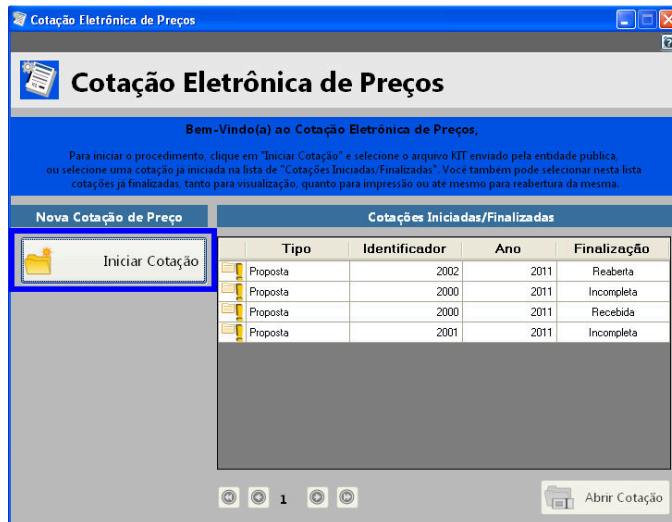 Cotação Eletrônica de Preços
Cotação Eletrônica de Preços
Bem-Vindo(a) ao Cotação Eletrônica de Preços,
Para iniciar o procedimento, clique em "Iniciar Cotação" e selecione o arquivo KIT enviado pela entidade pública,
ou selecione uma cotação já iniciada na lista de "Cotações Iniciadas/Finalizadas". Você também pode selecionar nesta lista
cotações já finalizadas, tanto para visualização, quanto para impressão ou até mesmo para reabertura da mesma.
Nova Cotação de Preço
Cotações Iniciadas/Finalizadas
Iniciar Cotação
Tipo Identificador Ano Finalização
Proposta 2002 2011 Reaberta
Proposta 2000 2011 Incompleta
Proposta 2000 2011 Recebida
Proposta 2001 2011 Incompleta
1
Abrir Cotação